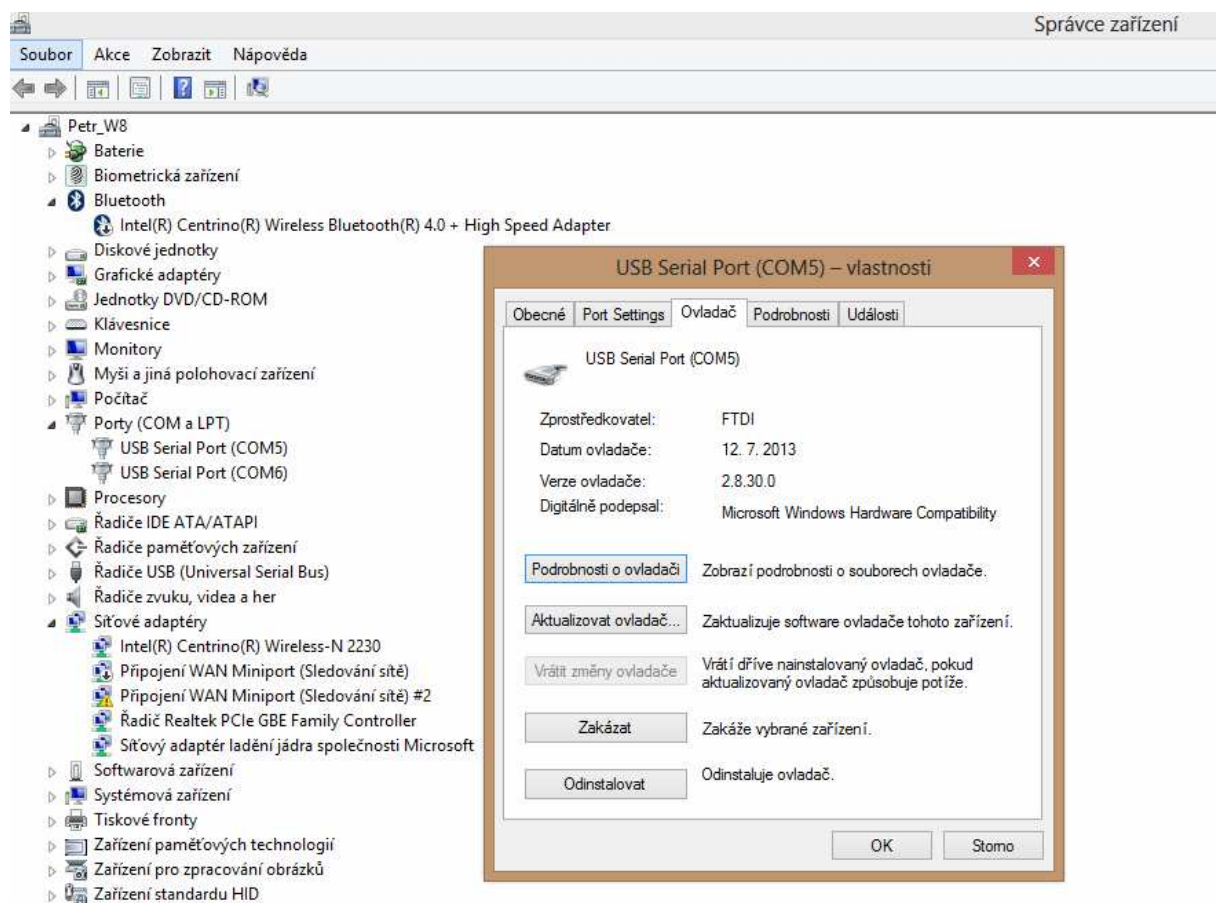 Správce zařízení
Soubor Akce Zobrazit Nápověda
Petr_W8
Baterie
Biometrická zařízení
Bluetooth
Intel(R) Centrino(R) Wireless Bluetooth(R) 4.0 + High Speed Adapter
Diskové jednotky
Grafické adaptéry
Jednotky DVD/CD-ROM
Klávesnice
Monitory
Myši a jiná polohovací zařízení
Počítač
Porty (COM a LPT)
USB Serial Port (COM5)
USB Serial Port (COM6)
Procesory
Řadiče IDE ATA/ATAPI
Řadiče paměťových zařízení
Řadiče USB (Universal Serial Bus)
Řadiče zvuku, videa a her
Síťové adaptéry
Intel(R) Centrino(R) Wireless-N 2230
Připojení WAN Miniport (Sledování sítě)
Připojení WAN Miniport (Sledování sítě) #2
Řadič Realtek PCIe GBE Family Controller
Síťový adaptér ladění jádra společnosti Microsoft
Softwarová zařízení
Systémová zařízení
Tiskové fronty
Zařízení paměťových technologií
Zařízení pro zpracování obrázků
Zařízení standardu HID
USB Serial Port (COM5) – vlastnosti
Obecné Port Settings Ovladač Podrobnosti Události
USB Serial Port (COM5)
Zprostředkovatel: FTDI
Datum ovladače: 12. 7. 2013
Verze ovladače: 2.8.30.0
Digitálně podepsal: Microsoft Windows Hardware Compatibility
Podrobnosti o ovladači Zobrazí podrobnosti o souborech ovladače.
Aktualizovat ovladač... Zaktualizuje software ovladače tohoto zařízení.
Vrátit změny ovladače Vrátí dříve nainstalovaný ovladač, pokud
aktualizovaný ovladač způsobuje potíže.
Zakázat Zakáže vybrané zařízení.
Odinstalovat Odinstaluje ovladač.
OK Storno